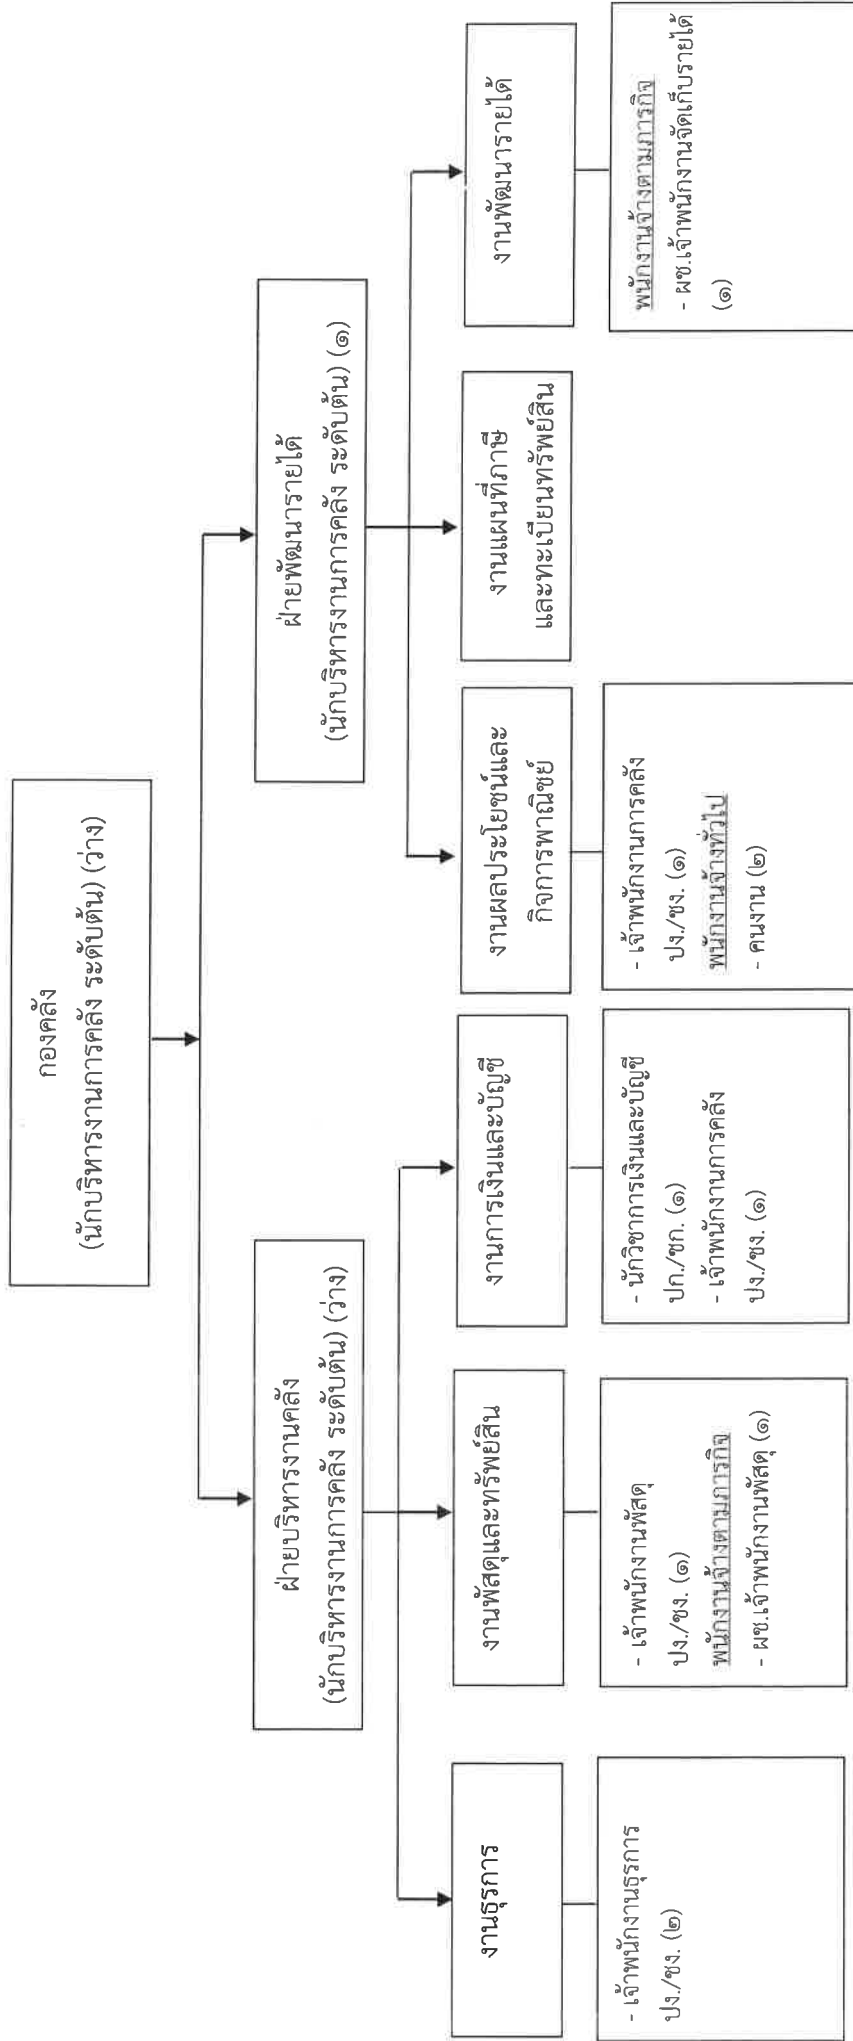 กองคลัง
(นักบริหารงานการคลัง ระดับต้น) (ว่าง)
ฝ่ายบริหารงานคลัง
(นักบริหารงานการคลัง ระดับต้น) (ว่าง)
ฝ่ายพัฒนารายได้
(นักบริหารงานการคลัง ระดับต้น) (๑)
งานธุรการ
งานพัสดุและทรัพย์สิน
งานการเงินและบัญชี
งานผลประโยชน์และ
กิจการพาณิชย์
งานแผนที่ภาษี
และทะเบียนทรัพย์สิน
งานพัฒนารายได้
- เจ้าพนักงานธุรการ
ปง./ชง. (๒)
- เจ้าพนักงานพัสดุ
ปง./ชง. (๑)
พนักงานจ้างตามภารกิจ
- ผช.เจ้าพนักงานพัสดุ (๑)
- นักวิชาการเงินและบัญชี
ปก./ชก. (๑)
- เจ้าพนักงานการคลัง
ปง./ชง. (๑)
- เจ้าพนักงานการคลัง
ปง./ชง. (๑)
พนักงานจ้างทั่วไป
- คนงาน (๒)
พนักงานจ้างตามภารกิจ
- ผช.เจ้าพนักงานจัดเก็บรายได้
(๑)